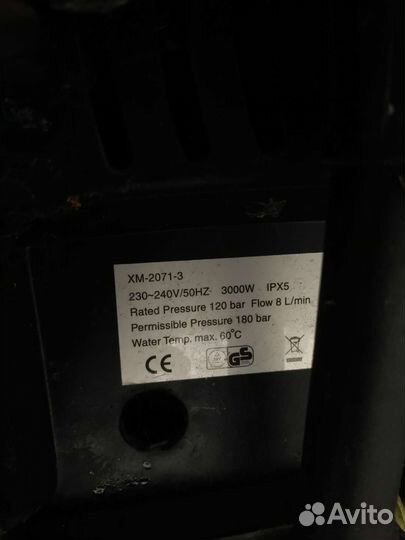 XM-2071-3
230~240V/50HZ 3000W IPX5
Rated Pressure 120 bar Flow 8 L/min
Permissible Pressure 180 bar
Water Temp. max. 60°C
CE GS
Avito